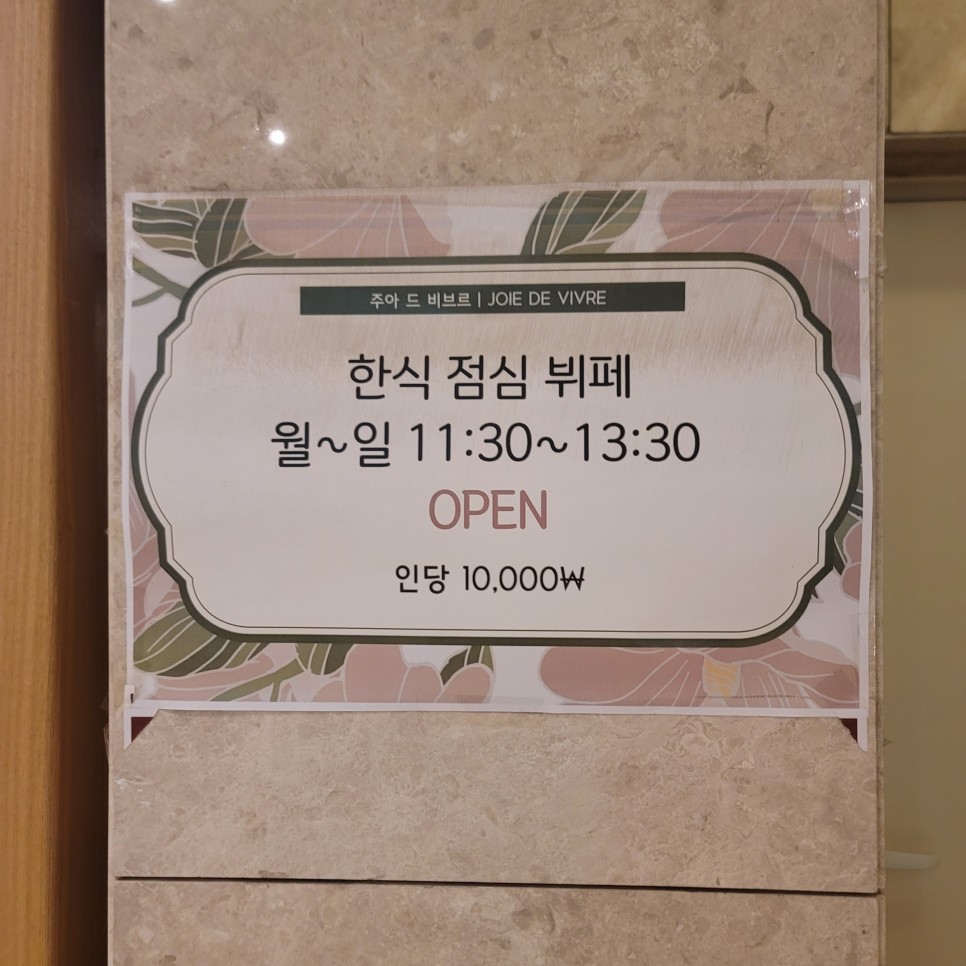 주아 드 비브르 | JOIE DE VIVRE
한식 점심 뷔페
월~일 11:30~13:30
OPEN
인당 10,000₩